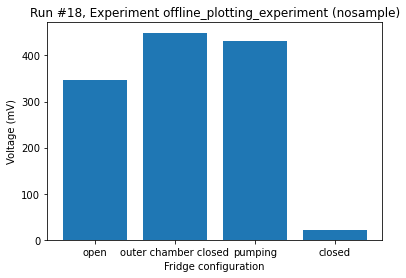 Run #18, Experiment offline_plotting_experiment (nosample)
400
300
200
100
0
Voltage (mV)
open outer chamber closed pumping closed
Fridge configuration